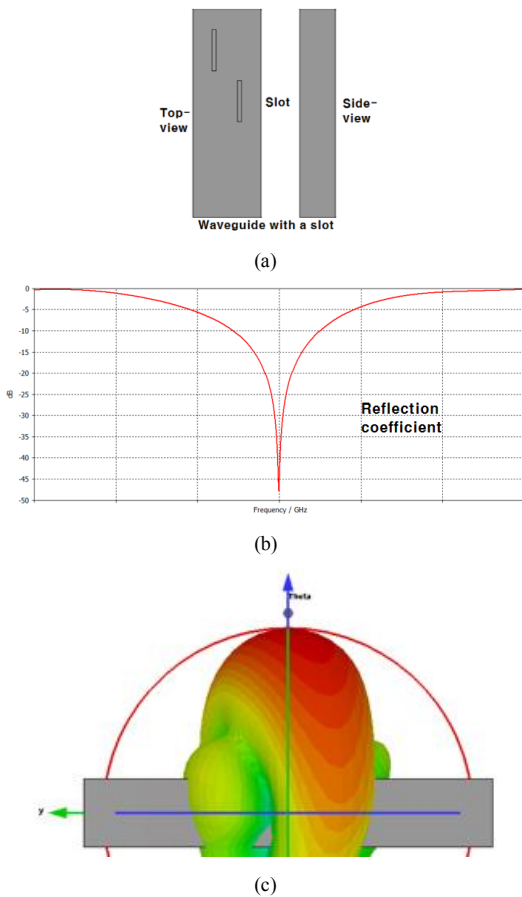 Top-
view
Slot
Side-
view
Waveguide with a slot
(a)
0
-5
-10
-15
-20
-25
-30
-35
-40
-45
-50
dB
Reflection
coefficient
Frequency / GHz
(b)
Theta
y
(c)